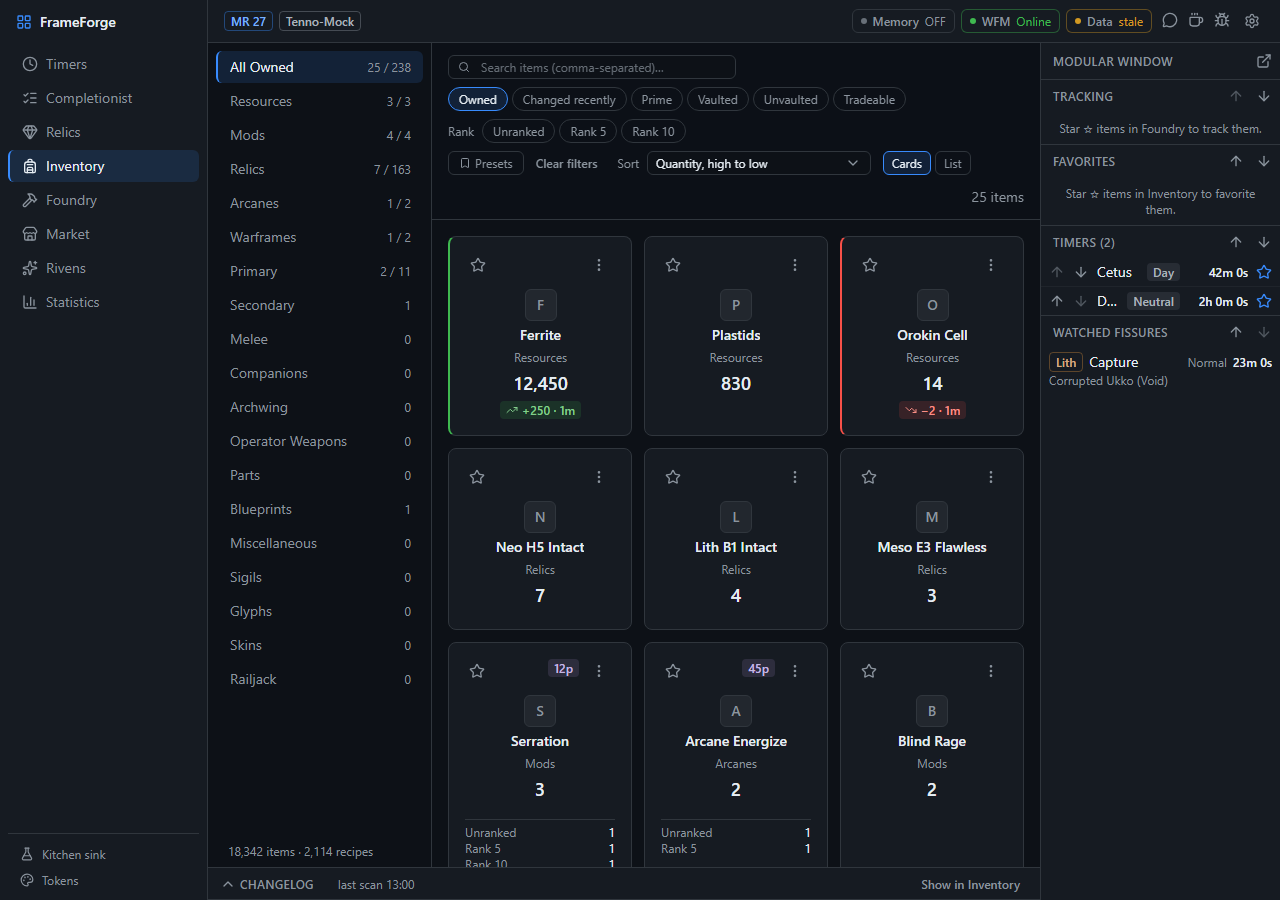 FrameForge
MR 27
Tenno-Mock
Memory OFF
WFM Online
Data stale
Timers
Completionist
Relics
Inventory
Foundry
Market
Rivens
Statistics
Kitchen sink
Tokens
All Owned 25 / 238
Resources 3 / 3
Mods 4 / 4
Relics 7 / 163
Arcanes 1 / 2
Warframes 1 / 2
Primary 2 / 11
Secondary 1
Melee 0
Companions 0
Archwing 0
Operator Weapons 0
Parts 0
Blueprints 1
Miscellaneous 0
Sigils 0
Glyphs 0
Skins 0
Railjack 0
18,342 items · 2,114 recipes
Search items (comma-separated)...
Owned Changed recently Prime Vaulted Unvaulted Tradeable
Rank Unranked Rank 5 Rank 10
Presets Clear filters Sort Quantity, high to low Cards List
25 items
F
Ferrite
Resources
12,450
+250 · 1m
P
Plastids
Resources
830
O
Orokin Cell
Resources
14
−2 · 1m
N
Neo H5 Intact
Relics
7
L
Lith B1 Intact
Relics
4
M
Meso E3 Flawless
Relics
3
12p
S
Serration
Mods
3
Unranked 1
Rank 5 1
Rank 10 1
45p
A
Arcane Energize
Arcanes
2
Unranked 1
Rank 5 1
B
Blind Rage
Mods
2
CHANGELOG last scan 13:00 Show in Inventory
MODULAR WINDOW
TRACKING
Star ☆ items in Foundry to track them.
FAVORITES
Star ☆ items in Inventory to favorite
them.
TIMERS (2)
Cetus Day 42m 0s
D... Neutral 2h 0m 0s
WATCHED FISSURES
Lith Capture Normal 23m 0s
Corrupted Ukko (Void)